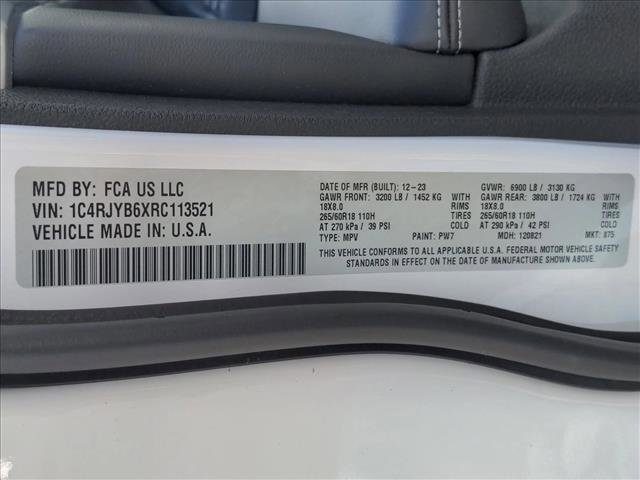 MFD BY: FCA US LLC
VIN: 1C4RJYB6XRC113521
VEHICLE MADE IN: U.S.A.
DATE OF MFR (BUILT): 12-23 GVWR: 6900 LB / 3130 KG
GAWR FRONT: 3200 LB / 1452 KG GAWR REAR: 3800 LB / 1724 KG
18X8.0 RIMS 18X8.0 RIMS
265/60R18 110H TIRES 265/60R18 110H TIRES
AT 270 kPa / 39 PSI COLD AT 290 kPa / 42 PSI COLD
TYPE: MPV PAINT: PW7 MDH: 120821 MKT: 875
THIS VEHICLE CONFORMS TO ALL APPLICABLE U.S.A. FEDERAL MOTOR VEHICLE SAFETY
STANDARDS IN EFFECT ON THE DATE OF MANUFACTURE SHOWN ABOVE.